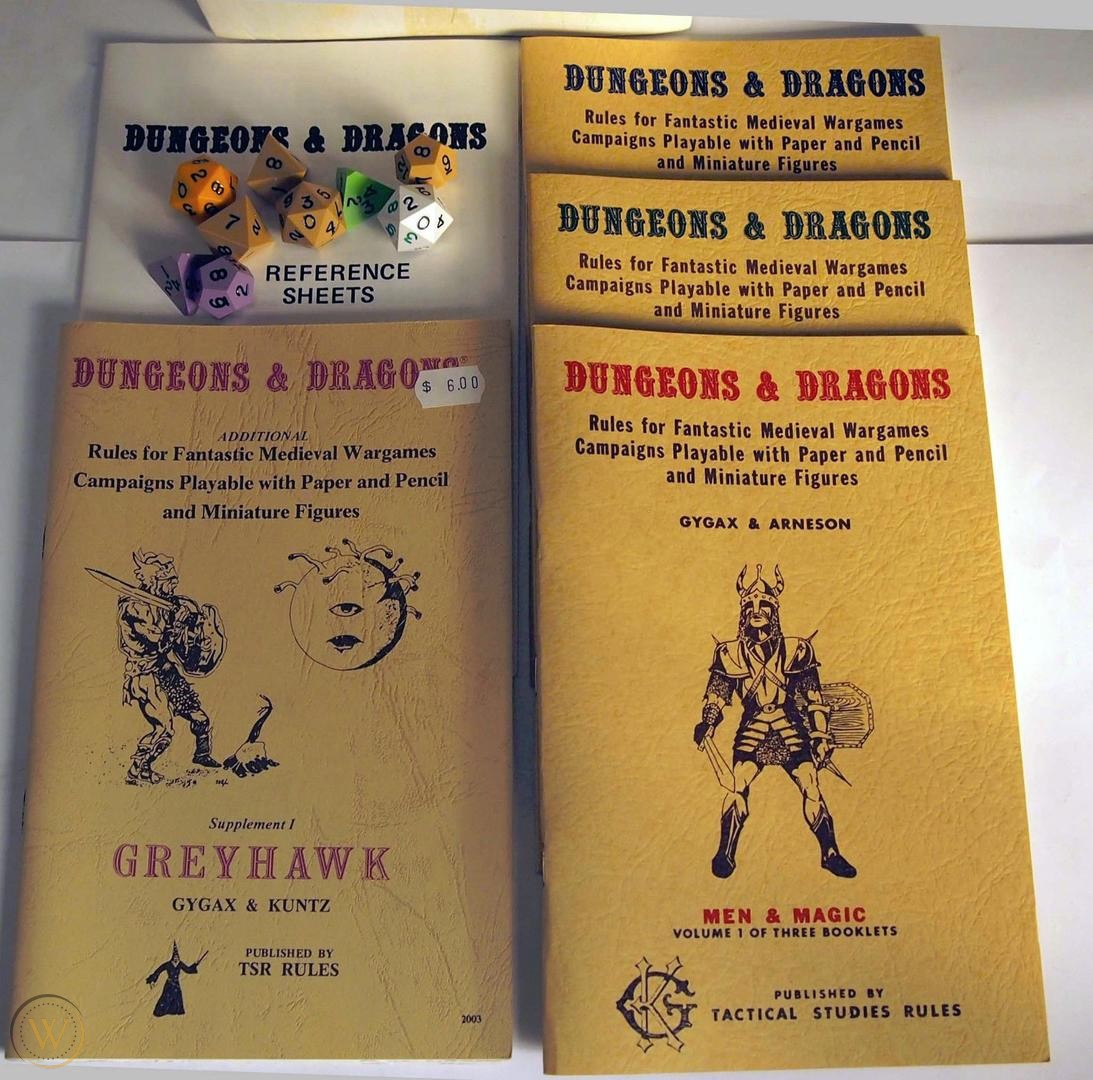 DUNGEONS & DRAGONS
REFERENCE
SHEETS
DUNGEONS & DRAGONS
Rules for Fantastic Medieval Wargames
Campaigns Playable with Paper and Pencil
and Miniature Figures
DUNGEONS & DRAGONS
Rules for Fantastic Medieval Wargames
Campaigns Playable with Paper and Pencil
and Miniature Figures
DUNGEONS & DRAGONS®
$ 6.00
ADDITIONAL
Rules for Fantastic Medieval Wargames
Campaigns Playable with Paper and Pencil
and Miniature Figures
Supplement I
GREYHAWK
GYGAX & KUNTZ
PUBLISHED BY
TSR RULES
2003
DUNGEONS & DRAGONS
Rules for Fantastic Medieval Wargames
Campaigns Playable with Paper and Pencil
and Miniature Figures
GYGAX & ARNESON
MEN & MAGIC
VOLUME 1 OF THREE BOOKLETS
GK
PUBLISHED BY
TACTICAL STUDIES RULES
W